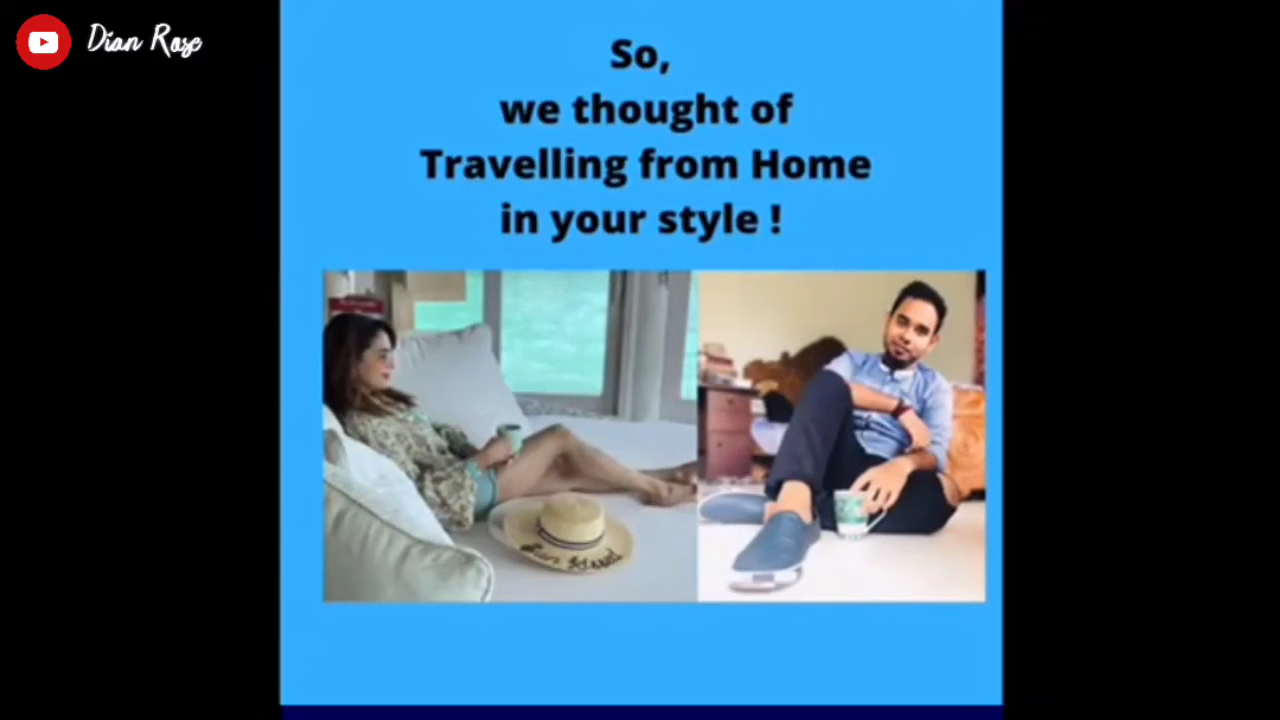 Dian Rose
So,
we thought of
Travelling from Home
in your style !